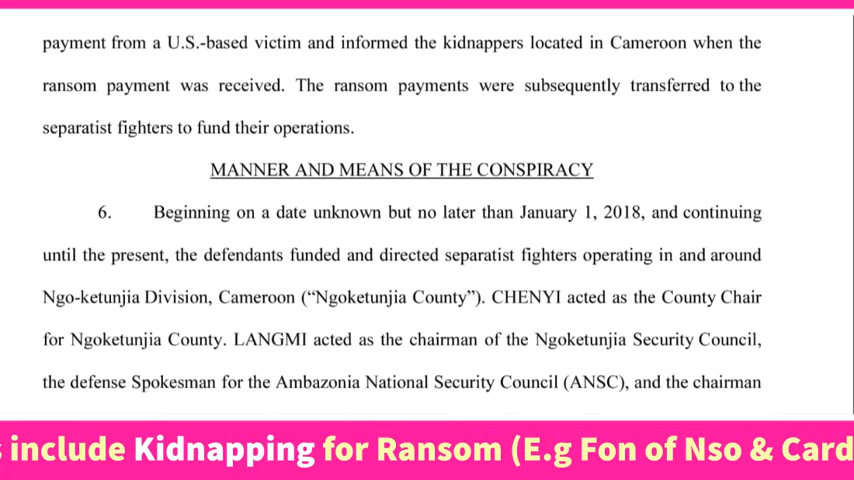 payment from a U.S.-based victim and informed the kidnappers located in Cameroon when the
ransom payment was received. The ransom payments were subsequently transferred to the
separatist fighters to fund their operations.
MANNER AND MEANS OF THE CONSPIRACY
6. Beginning on a date unknown but no later than January 1, 2018, and continuing
until the present, the defendants funded and directed separatist fighters operating in and around
Ngo-ketunjia Division, Cameroon (“Ngoketunjia County”). CHENYI acted as the County Chair
for Ngoketunjia County. LANGMI acted as the chairman of the Ngoketunjia Security Council,
the defense Spokesman for the Ambazonia National Security Council (ANSC), and the chairman
include Kidnapping for Ransom (E.g Fon of Nso & Card